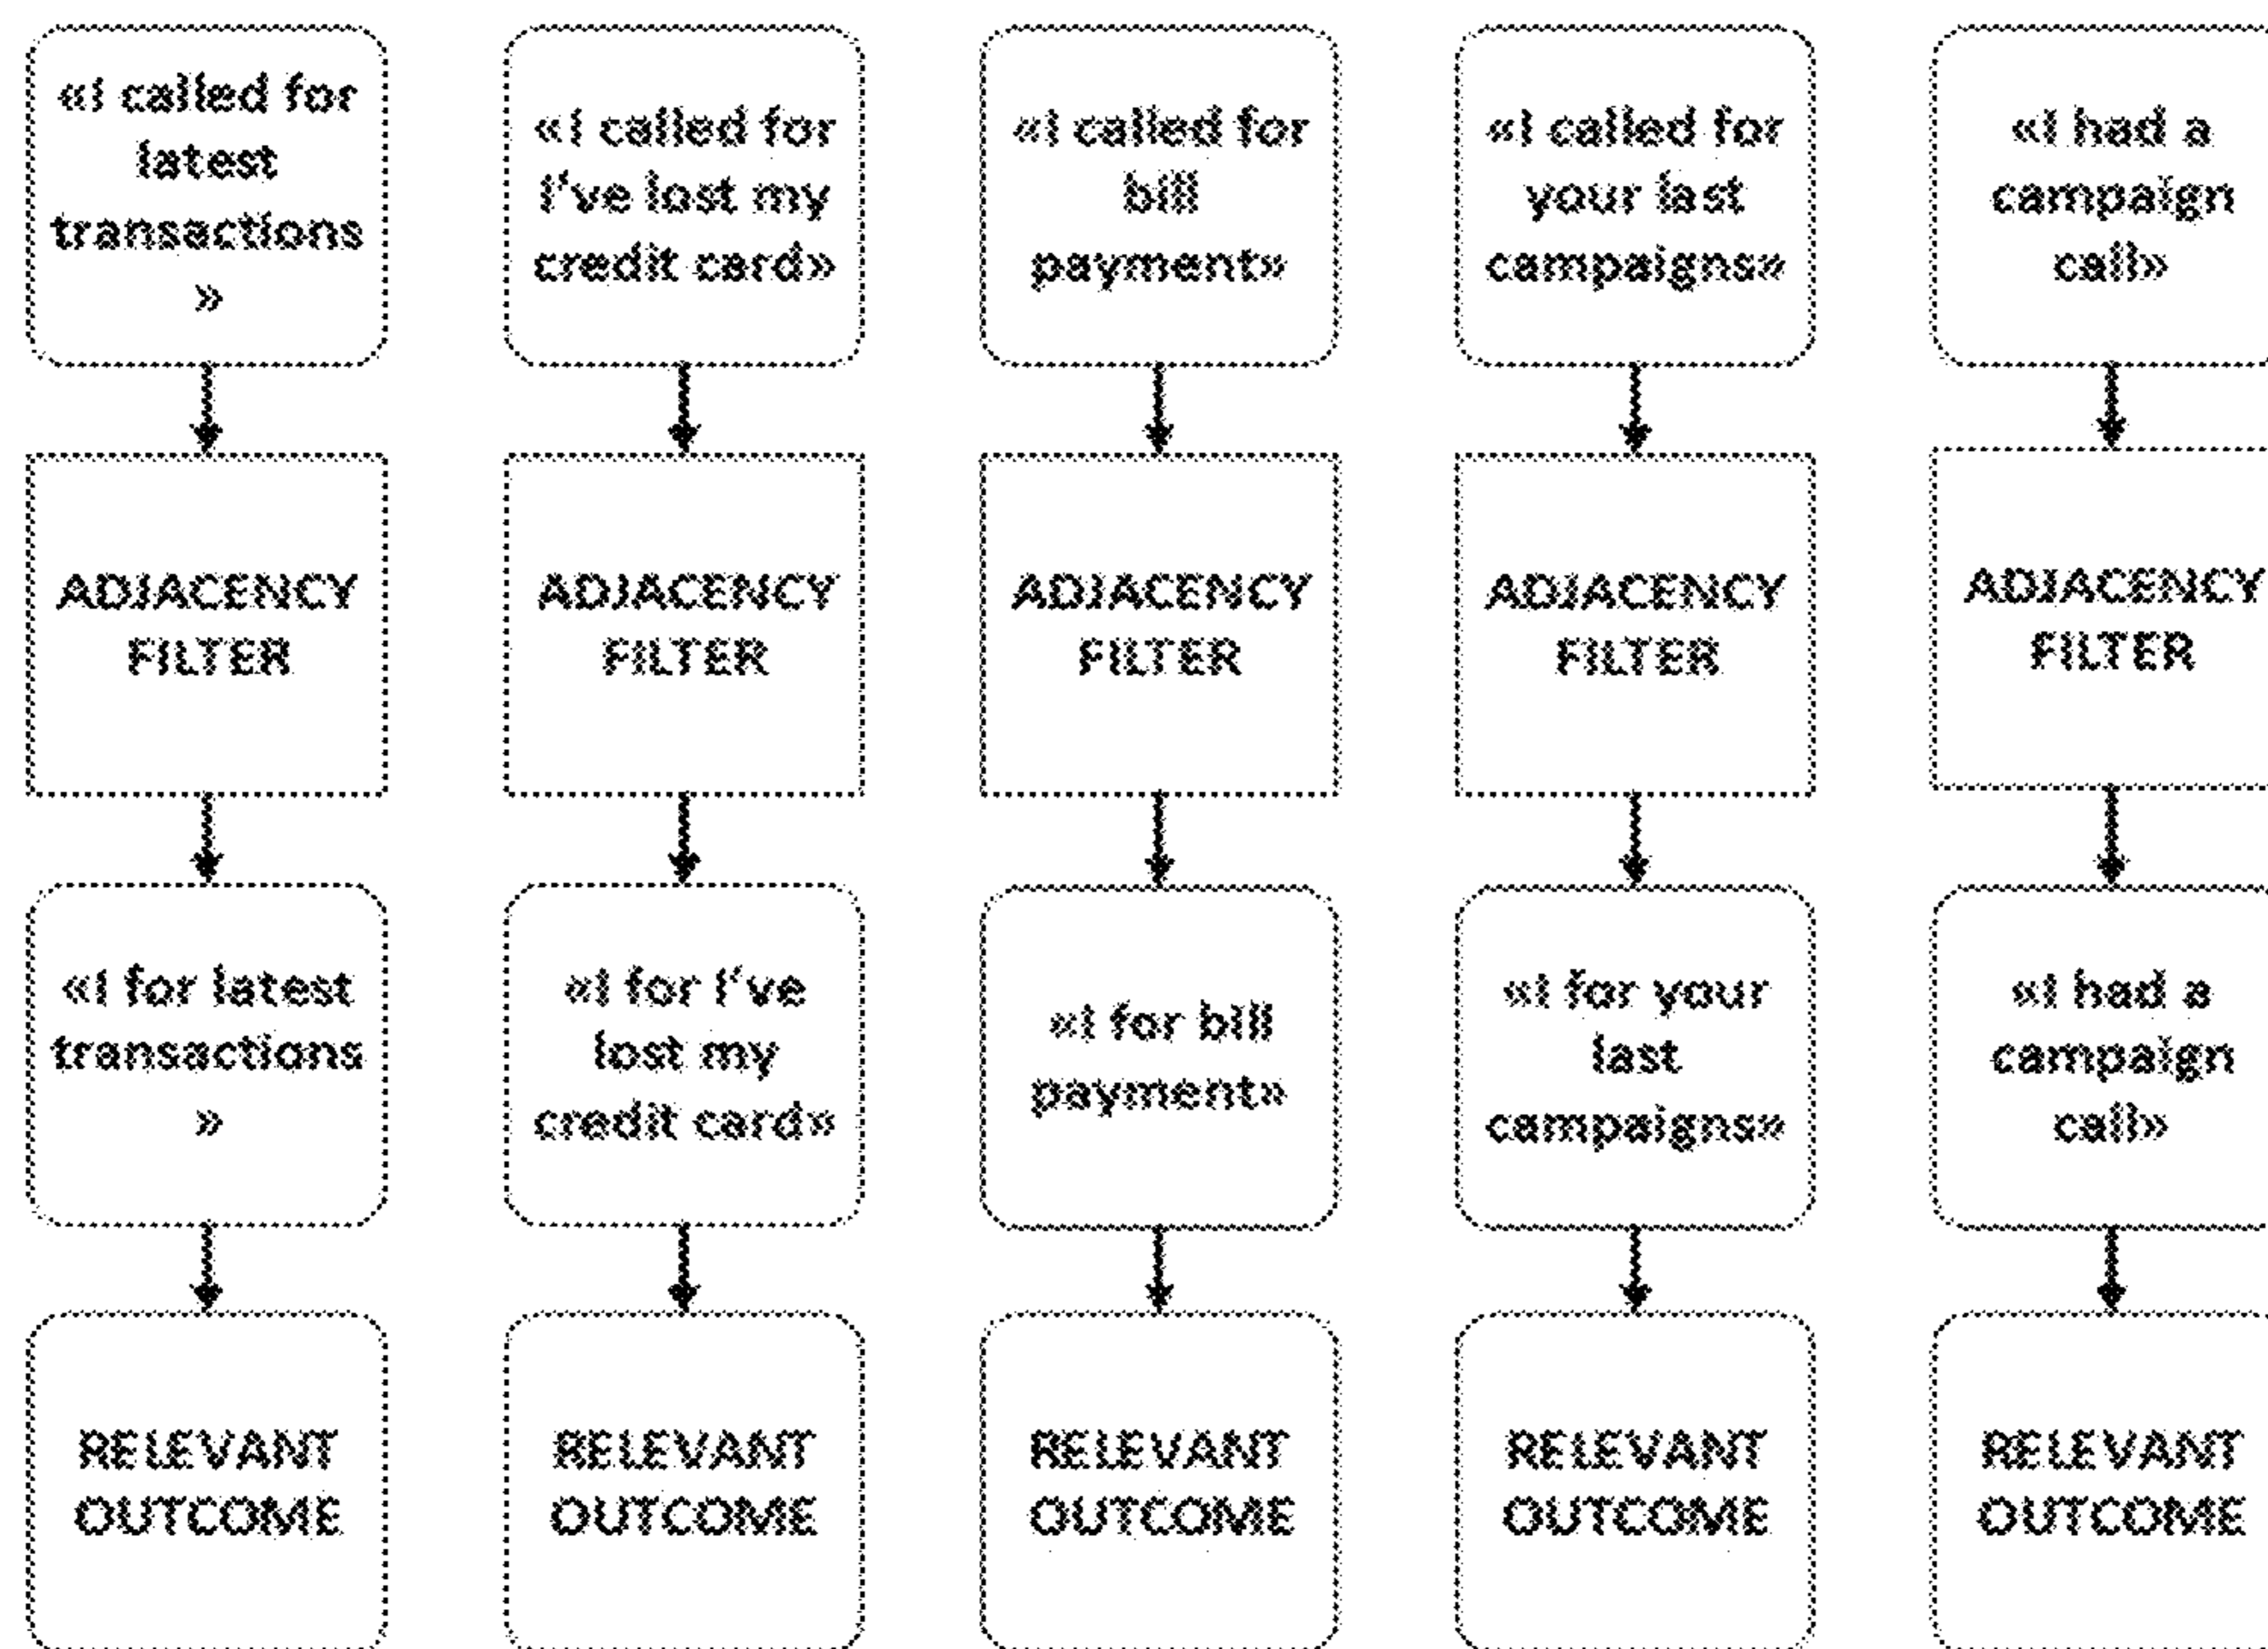 «I called for
latest
transactions
»
«I called for
I've lost my
credit card»
«I called for
bill
payment»
«I called for
your last
campaigns»
«I had a
campaign
call»
ADJACENCY
FILTER
ADJACENCY
FILTER
ADJACENCY
FILTER
ADJACENCY
FILTER
ADJACENCY
FILTER
«I for latest
transactions
»
«I for I've
lost my
credit card»
«I for bill
payment»
«I for your
last
campaigns»
«I had a
campaign
call»
RELEVANT
OUTCOME
RELEVANT
OUTCOME
RELEVANT
OUTCOME
RELEVANT
OUTCOME
RELEVANT
OUTCOME